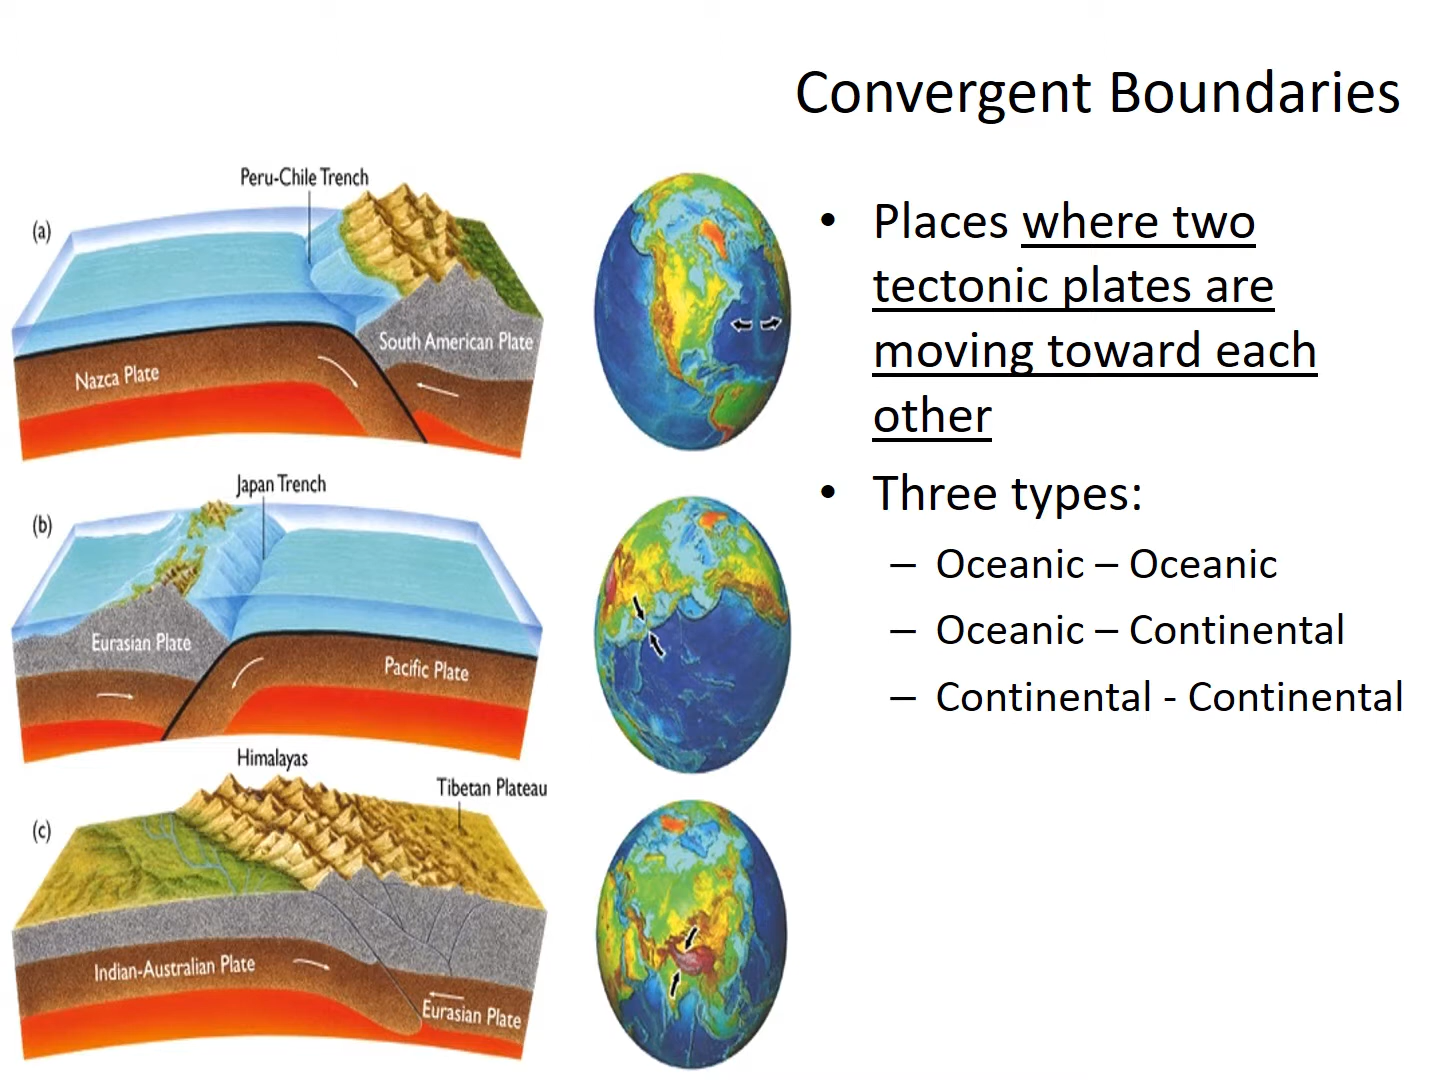 Convergent Boundaries
Peru-Chile Trench
(a)
South American Plate
Nazca Plate
Japan Trench
(b)
Eurasian Plate
Pacific Plate
Himalayas
Tibetan Plateau
(c)
Indian-Australian Plate
Eurasian Plate
• Places where two
tectonic plates are
moving toward each
other
• Three types:
– Oceanic – Oceanic
– Oceanic – Continental
– Continental - Continental